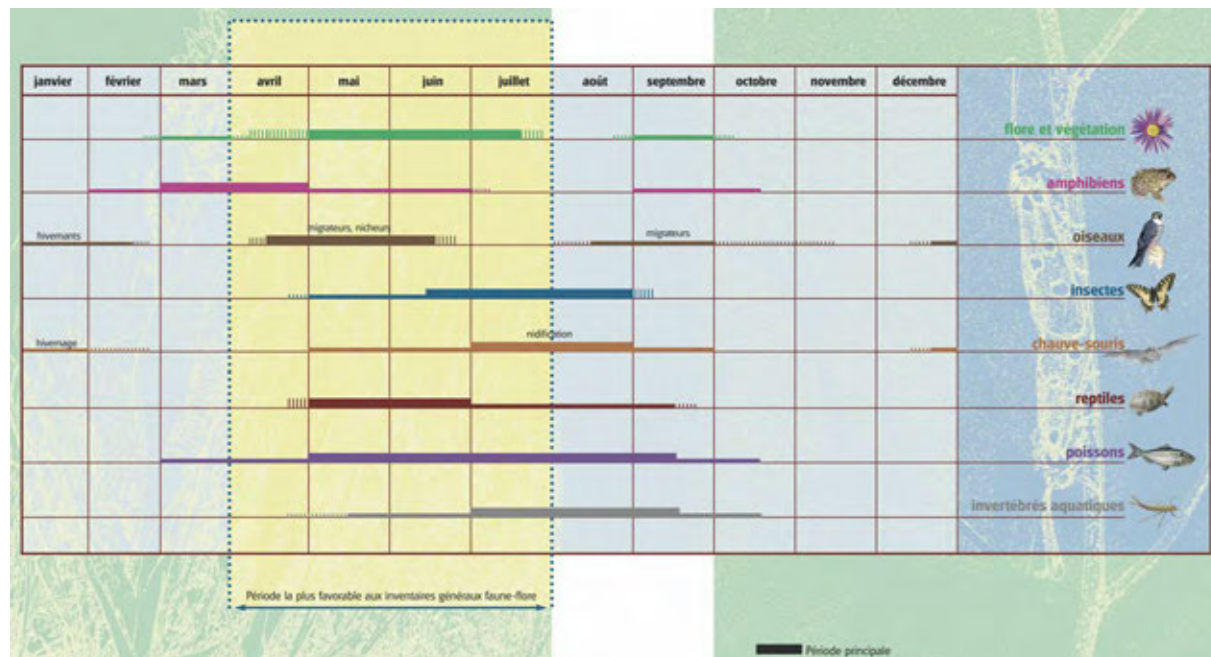 janvier février mars avril mai juin juillet août septembre octobre novembre décembre
flore et végétation
amphibiens
hivernants migrateurs, nicheurs migrateurs oiseaux
insectes
hivernage nidification chauve-souris
reptiles
poissons
invertébrés aquatiques
Période la plus favorable aux inventaires généraux faune-flore
Période principale